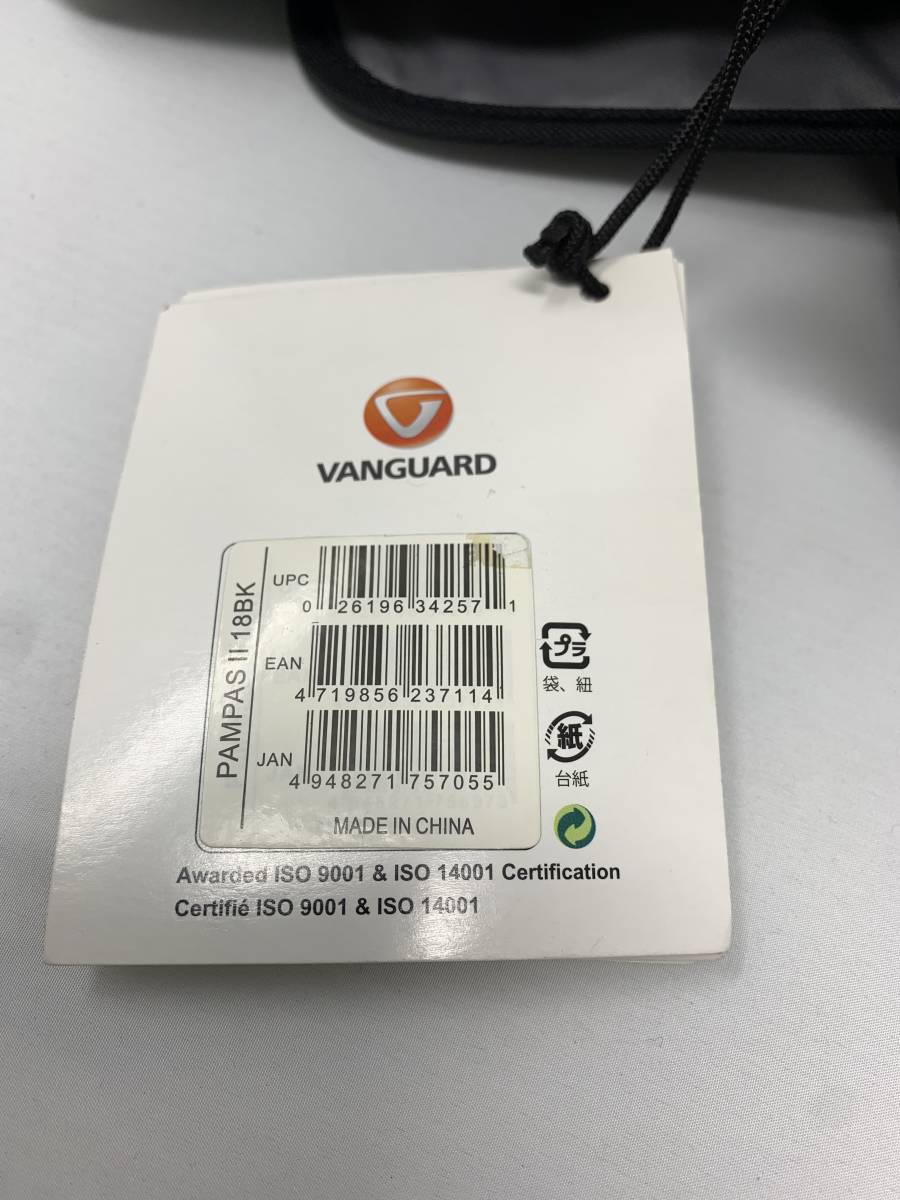 VANGUARD
PAMPAS II 18BK
UPC
0 26196 34257 1
EAN
4 719856 237114
JAN
4 948271 757055
MADE IN CHINA
プラ
袋、紐
紙
台紙
Awarded ISO 9001 & ISO 14001 Certification
Certifié ISO 9001 & ISO 14001